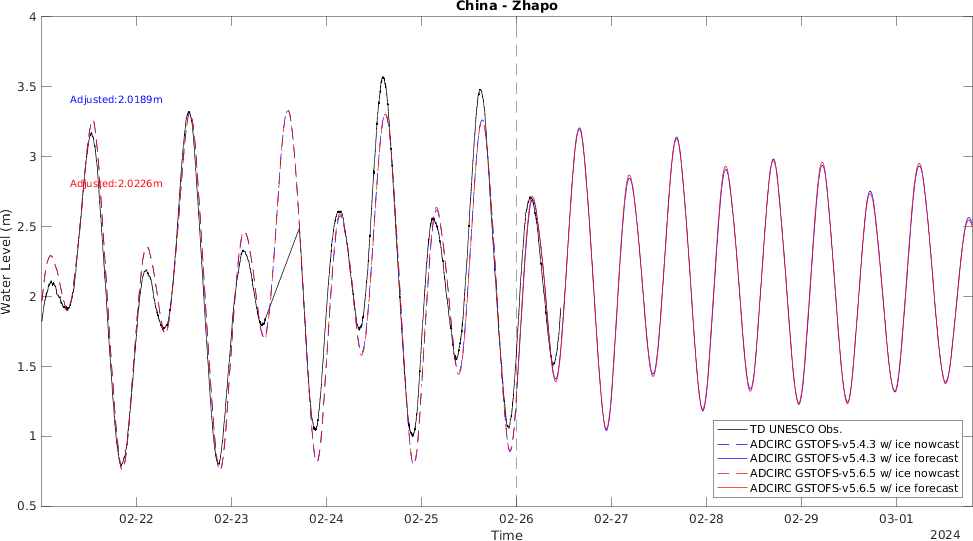 China - Zhapo
4
3.5
3
2.5
2
1.5
1
0.5
Water Level (m)
Adjusted:2.0189m
Adjusted:2.0226m
TD UNESCO Obs.
ADCIRC GSTOFS-v5.4.3 w/ ice nowcast
ADCIRC GSTOFS-v5.4.3 w/ ice forecast
ADCIRC GSTOFS-v5.6.5 w/ ice nowcast
ADCIRC GSTOFS-v5.6.5 w/ ice forecast
02-22 02-23 02-24 02-25 02-26 02-27 02-28 02-29 03-01
Time
2024